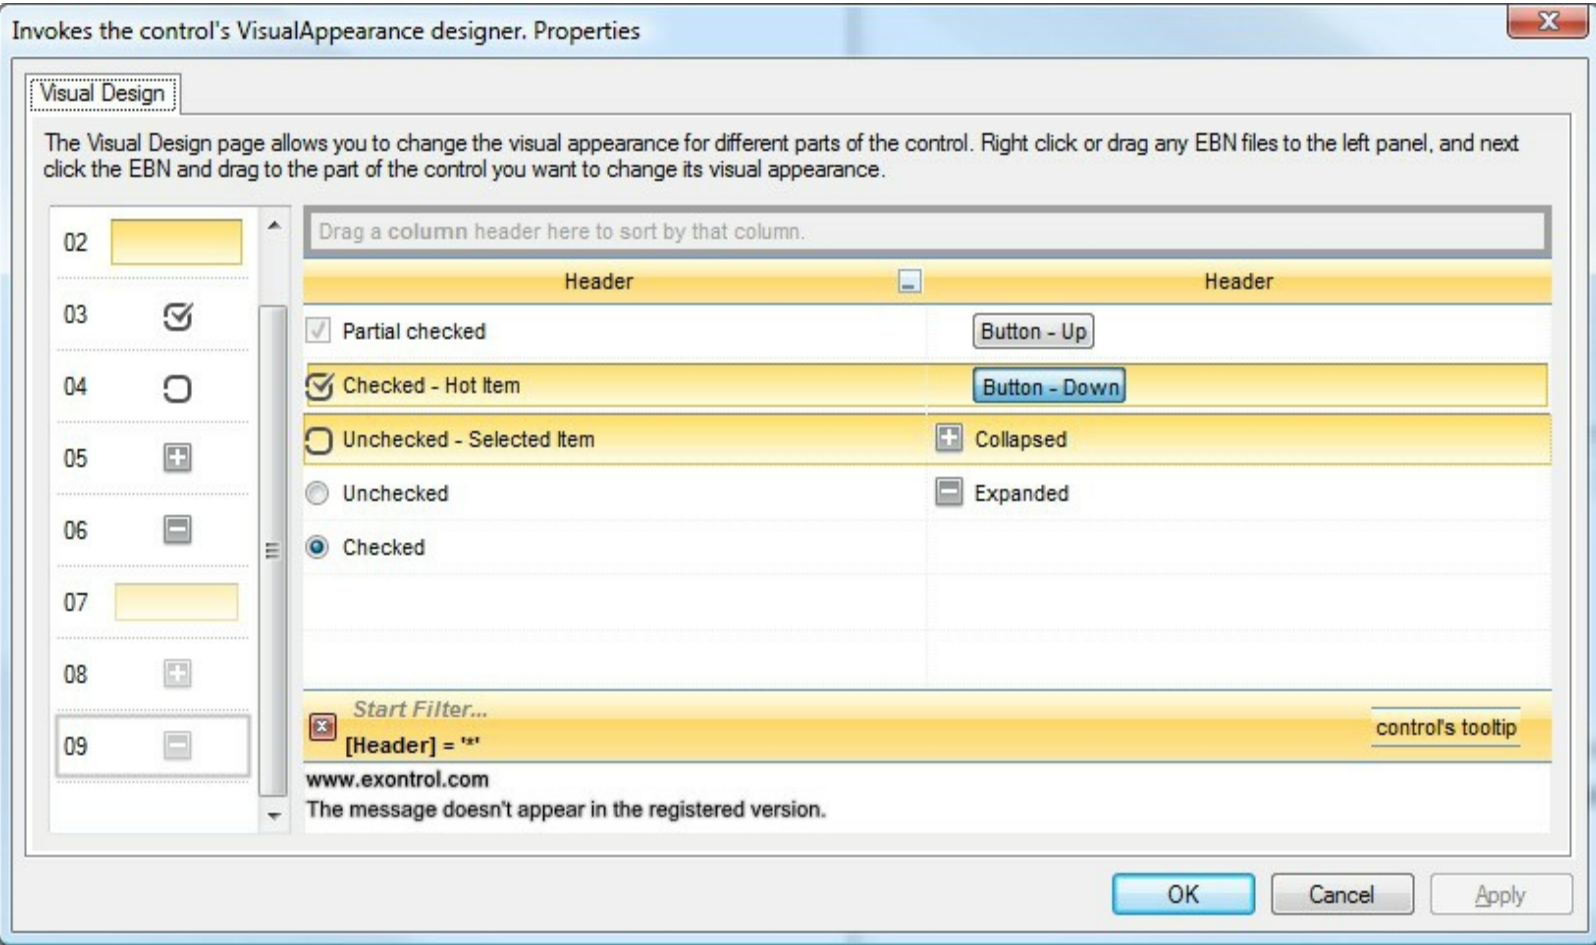 Invokes the control's VisualAppearance designer. Properties
Visual Design
The Visual Design page allows you to change the visual appearance for different parts of the control. Right click or drag any EBN files to the left panel, and next
click the EBN and drag to the part of the control you want to change its visual appearance.
02
03
04
05
06
07
08
09
Drag a column header here to sort by that column.
Header Header
Partial checked Button - Up
Checked - Hot Item Button - Down
Unchecked - Selected Item Collapsed
Unchecked Expanded
Checked
Start Filter...
[Header] = '*'
control's tooltip
www.exontrol.com
The message doesn't appear in the registered version.
OK Cancel Apply